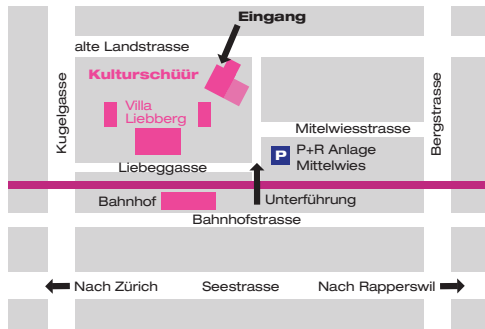 Eingang
alte Landstrasse
Kulturschüür
Villa
Liebberg
Kugelgasse
Bergstrasse
Mitelwiesstrasse
P
P+R Anlage
Mittelwies
Liebeggasse
Bahnhof
Unterführung
Bahnhofstrasse
Nach Zürich
Seestrasse
Nach Rapperswil